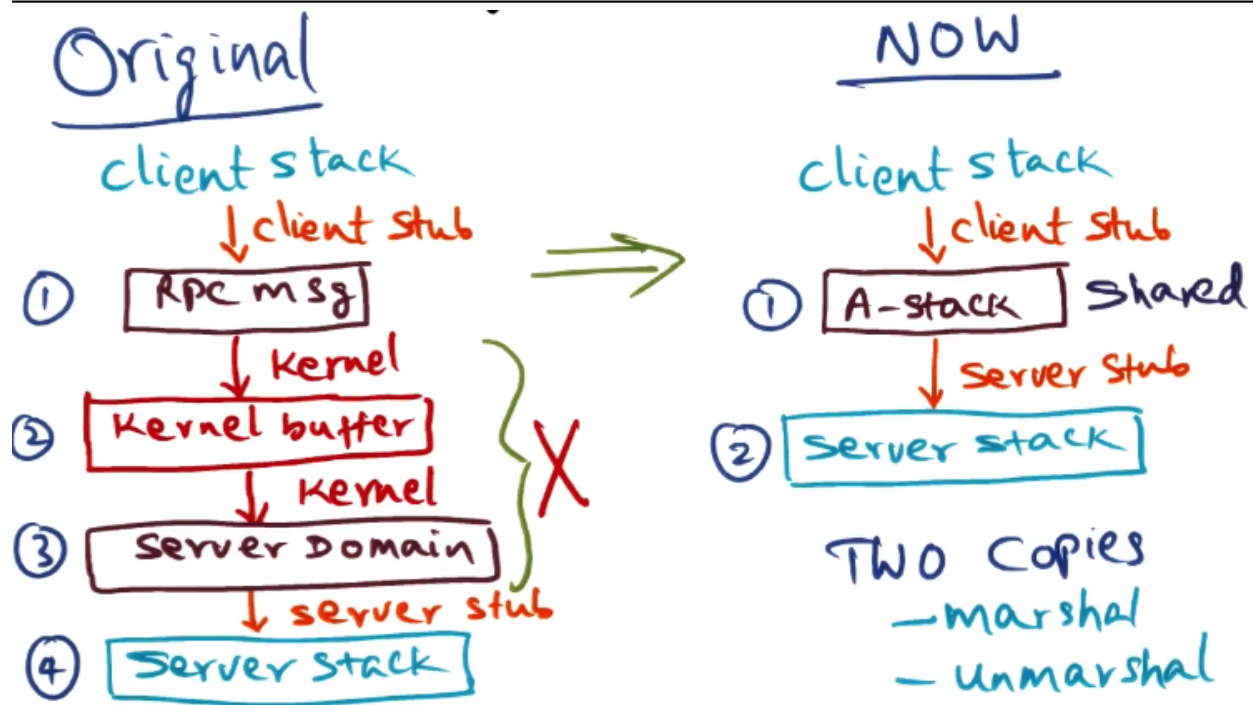 Original
client stack
client stub
① RPC msg
Kernel
② Kernel buffer
Kernel
③ Server Domain
server stub
④ Server stack
X
NOW
client stack
client stub
① A-stack shared
server stub
② Server stack
TWO Copies
- marshal
- unmarshal